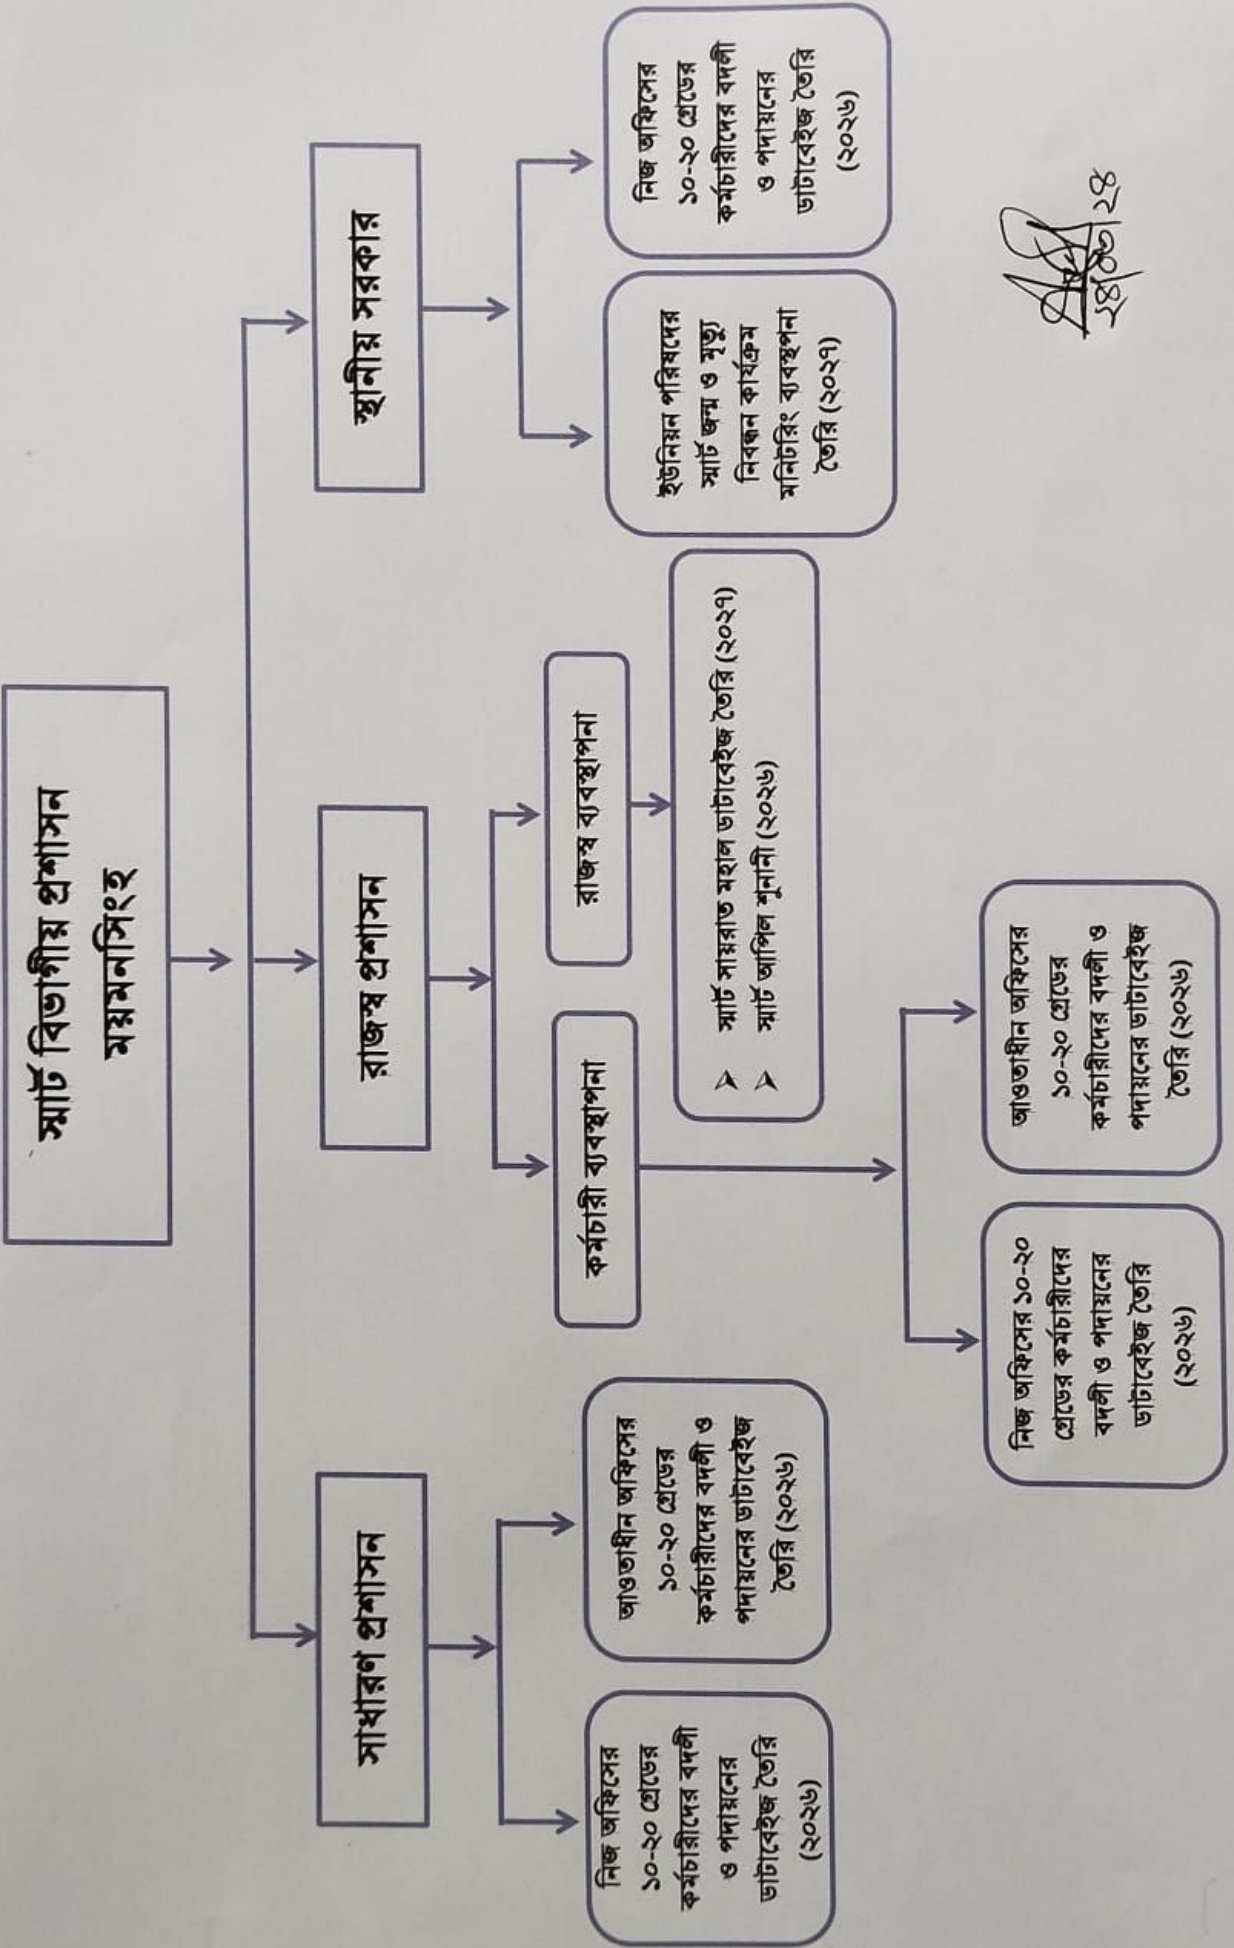 স্মার্ট বিভাগীয় প্রশাসন
ময়মনসিংহ
সাধারণ প্রশাসন
রাজস্ব প্রশাসন
স্থানীয় সরকার
নিজ অফিসের
১০-২০ গ্রেডের
কর্মচারীদের বদলী
ও পদায়নের
ডাটাবেইজ তৈরি
(২০২৬)
আওতাধীন অফিসের
১০-২০ গ্রেডের
কর্মচারীদের বদলী ও
পদায়নের ডাটাবেইজ
তৈরি (২০২৬)
কর্মচারী ব্যবস্থাপনা
রাজস্ব ব্যবস্থাপনা
➢ স্মার্ট সায়রাত মহাল ডাটাবেইজ তৈরি (২০২৭)
➢ স্মার্ট আপিল শুনানী (২০২৬)
নিজ অফিসের ১০-২০
গ্রেডের কর্মচারীদের
বদলী ও পদায়নের
ডাটাবেইজ তৈরি
(২০২৬)
আওতাধীন অফিসের
১০-২০ গ্রেডের
কর্মচারীদের বদলী ও
পদায়নের ডাটাবেইজ
তৈরি (২০২৬)
ইউনিয়ন পরিষদের
স্মার্ট জন্ম ও মৃত্যু
নিবন্ধন কার্যক্রম
মনিটরিং ব্যবস্থপনা
তৈরি (২০২৭)
নিজ অফিসের
১০-২০ গ্রেডের
কর্মচারীদের বদলী
ও পদায়নের
ডাটাবেইজ তৈরি
(২০২৬)